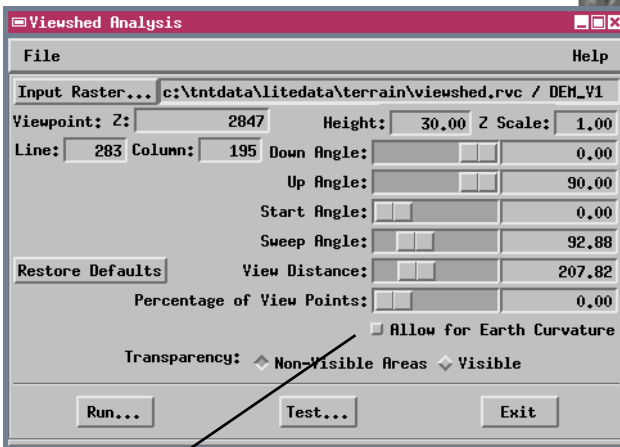 Viewshed Analysis
File Help
Input Raster... c:\tntdata\litedata\terrain\viewshed.rvc / DEM_V1
Viewpoint: Z: 2847 Height: 30.00 Z Scale: 1.00
Line: 283 Column: 195 Down Angle: 0.00
Up Angle: 90.00
Start Angle: 0.00
Sweep Angle: 92.88
Restore Defaults View Distance: 207.82
Percentage of View Points: 0.00
Allow for Earth Curvature
Transparency: Non-Visible Areas Visible
Run... Test... Exit